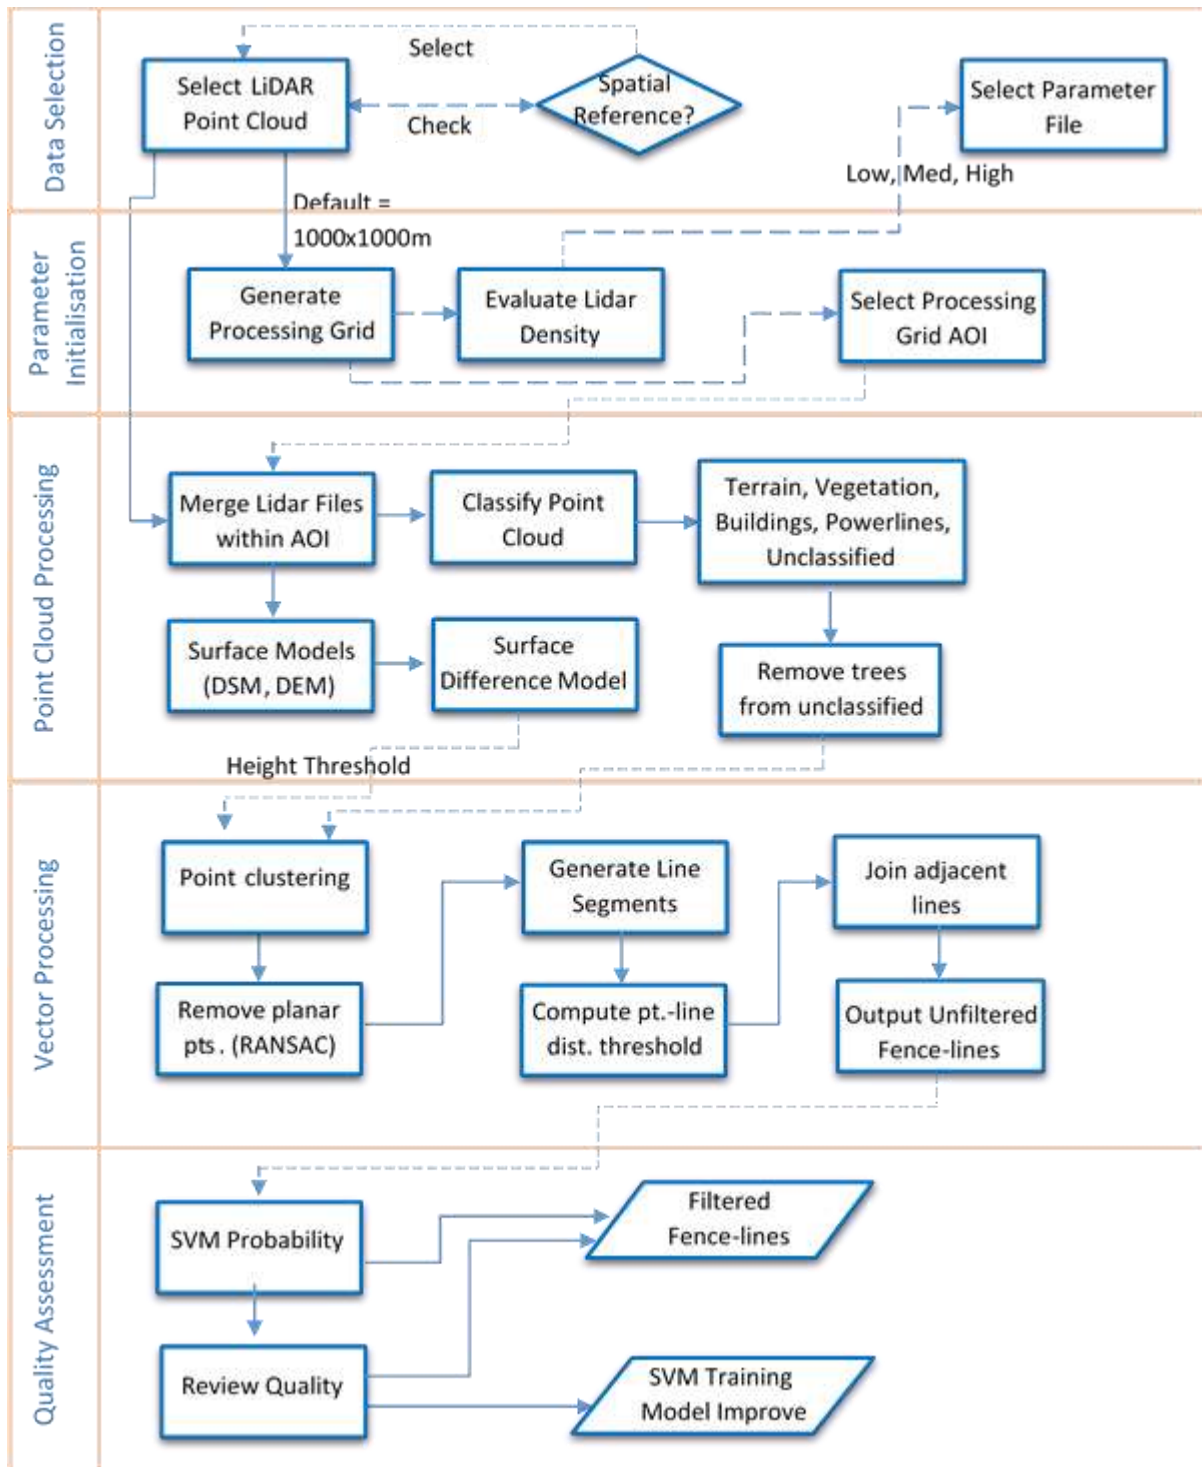 Data Selection
Select LiDAR
Point Cloud
Select
Check
Spatial
Reference?
Select Parameter
File
Low, Med, High
Default =
1000x1000m
Parameter
Initialisation
Generate
Processing Grid
Evaluate Lidar
Density
Select Processing
Grid AOI
Point Cloud Processing
Merge Lidar Files
within AOI
Classify Point
Cloud
Terrain, Vegetation,
Buildings, Powerlines,
Unclassified
Surface Models
(DSM, DEM)
Surface
Difference Model
Remove trees
from unclassified
Height Threshold
Vector Processing
Point clustering
Generate Line
Segments
Join adjacent
lines
Remove planar
pts. (RANSAC)
Compute pt.-line
dist. threshold
Output Unfiltered
Fence-lines
Quality Assessment
SVM Probability
Filtered
Fence-lines
Review Quality
SVM Training
Model Improve